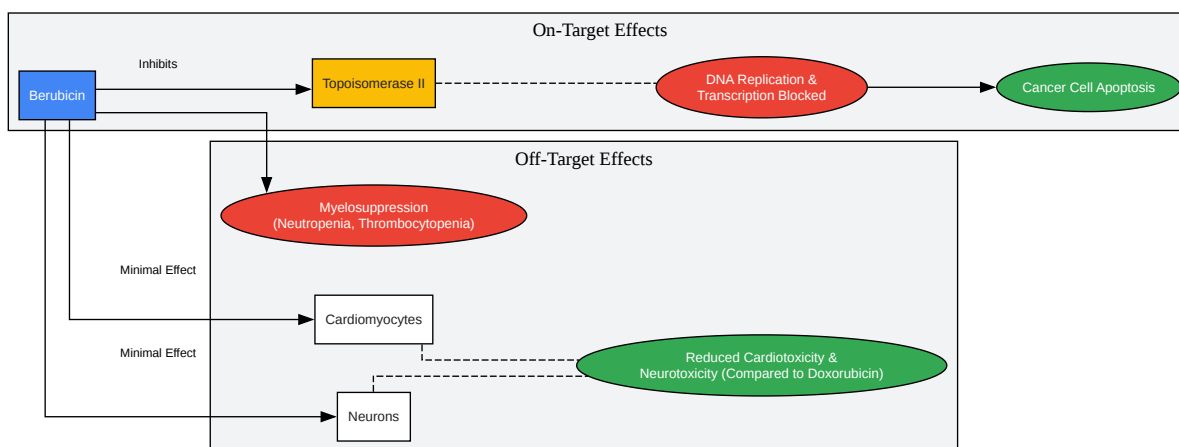 On-Target Effects
Inhibits
Berubicin
Topoisomerase II
DNA Replication &
Transcription Blocked
Cancer Cell Apoptosis
Off-Target Effects
Myelosuppression
(Neutropenia, Thrombocytopenia)
Minimal Effect
Cardiomyocytes
Minimal Effect
Reduced Cardiotoxicity &
Neurotoxicity (Compared to Doxorubicin)
Neurons